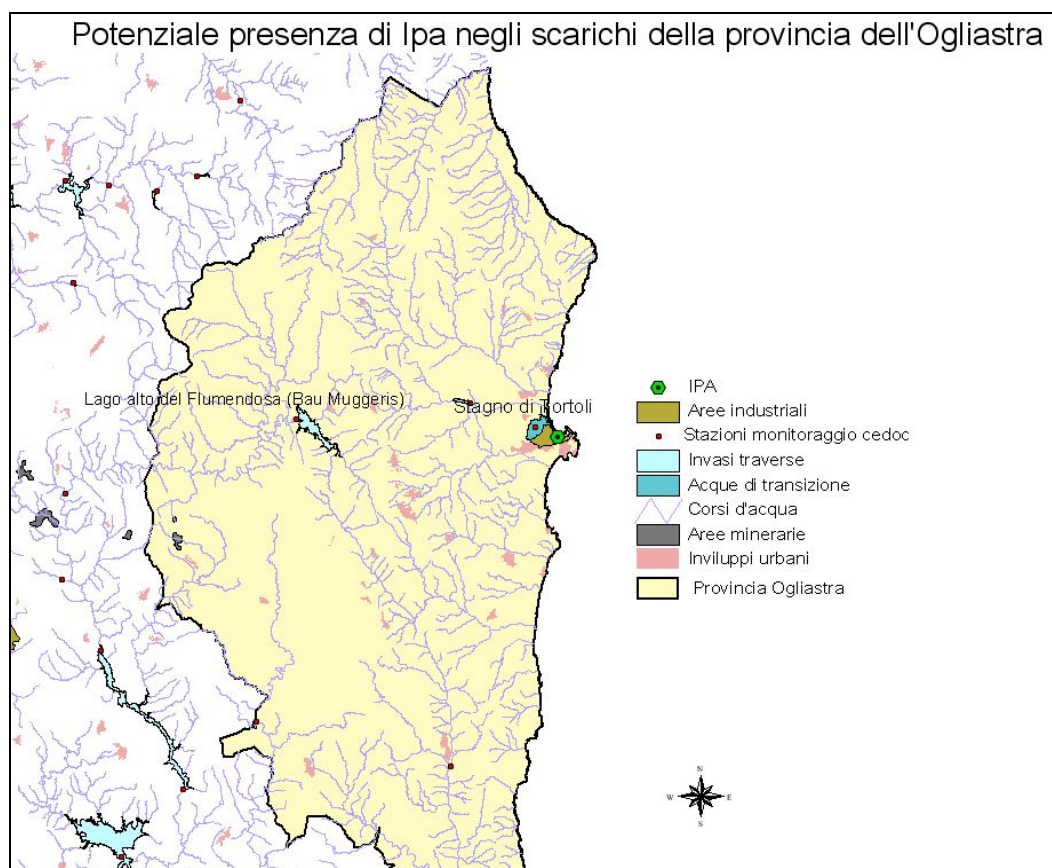 Potenziale presenza di Ipa negli scarichi della provincia dell'Ogliastra
Lago alto del Flumendosa (Bau Muggeris)
Stagno di Tortoli
IPA
Aree industriali
Stazioni monitoraggio cedoc
Invasi traverse
Acque di transizione
Corsi d'acqua
Aree minerarie
Inviluppi urbani
Provincia Ogliastra
N
W E
S